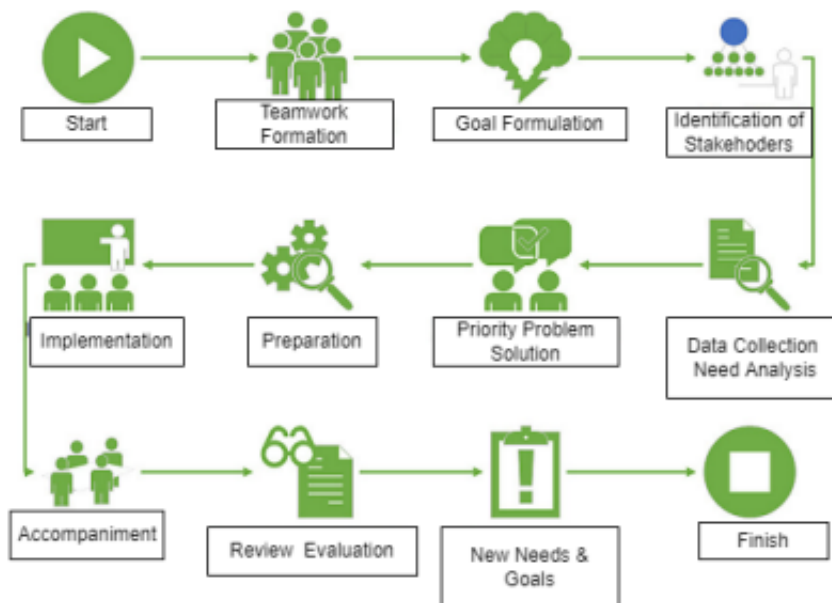 Start
Teamwork
Formation
Goal Formulation
Identification of
Stakehoders
Implementation
Preparation
Priority Problem
Solution
Data Collection
Need Analysis
Accompaniment
Review Evaluation
New Needs &
Goals
Finish